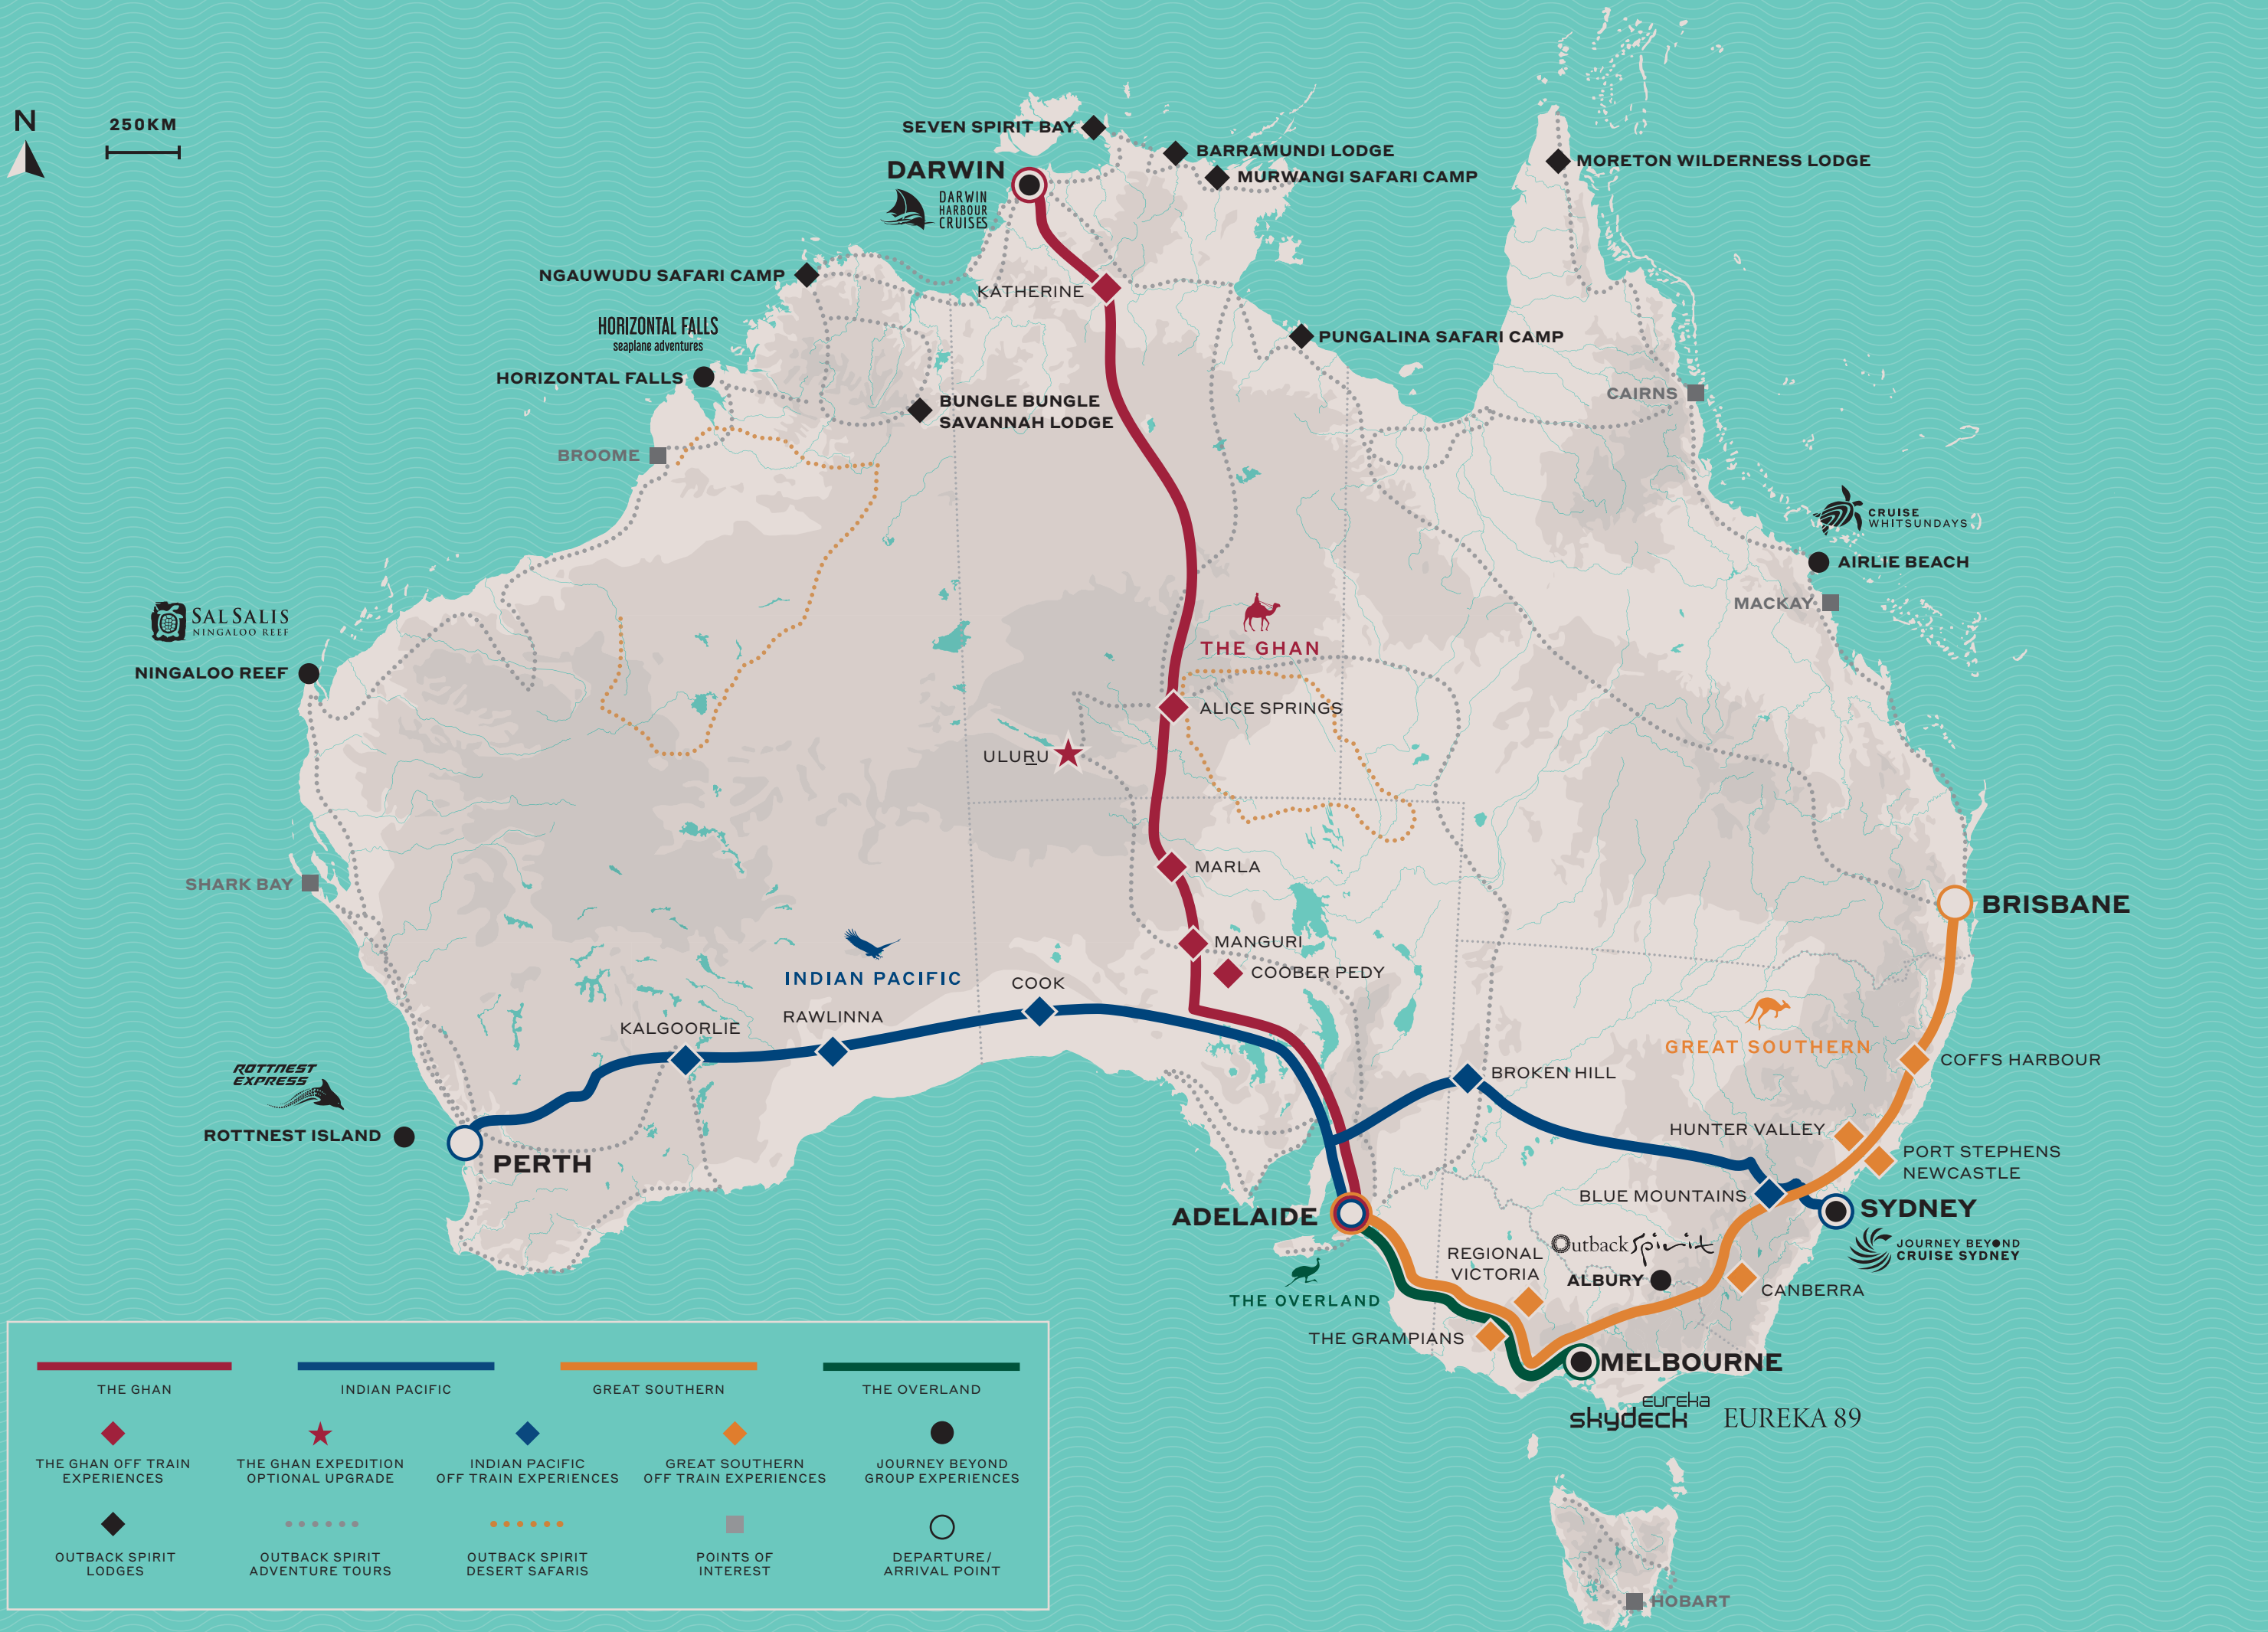 N
250KM
SEVEN SPIRIT BAY
BARRAMUNDI LODGE
MURWANGI SAFARI CAMP
MORETON WILDERNESS LODGE
DARWIN
DARWIN
HARBOUR
CRUISES
NGAUWUDU SAFARI CAMP
KATHERINE
HORIZONTAL FALLS
seaplane adventures
HORIZONTAL FALLS
PUNGALINA SAFARI CAMP
CAIRNS
BUNGLE BUNGLE
SAVANNAH LODGE
BROOME
CRUISE
WHITSUNDAYS
AIRLIE BEACH
MACKAY
SAL SALIS
NINGALOO REEF
NINGALOO REEF
THE GHAN
ALICE SPRINGS
ULURU
MARLA
SHARK BAY
BRISBANE
MANGURI
COOBER PEDY
INDIAN PACIFIC
COOK
RAWLINNA
KALGOORLIE
GREAT SOUTHERN
COFFS HARBOUR
BROKEN HILL
ROTTNEST
EXPRESS
ROTTNEST ISLAND
PERTH
HUNTER VALLEY
PORT STEPHENS
NEWCASTLE
BLUE MOUNTAINS
SYDNEY
JOURNEY BEYOND
CRUISE SYDNEY
ADELAIDE
REGIONAL
VICTORIA
Outback Spirit
ALBURY
CANBERRA
THE OVERLAND
THE GRAMPIANS
MELBOURNE
eureka
skydeck
EUREKA 89
HOBART
THE GHAN
INDIAN PACIFIC
GREAT SOUTHERN
THE OVERLAND
THE GHAN OFF TRAIN
EXPERIENCES
THE GHAN EXPEDITION
OPTIONAL UPGRADE
INDIAN PACIFIC
OFF TRAIN EXPERIENCES
GREAT SOUTHERN
OFF TRAIN EXPERIENCES
JOURNEY BEYOND
GROUP EXPERIENCES
OUTBACK SPIRIT
LODGES
OUTBACK SPIRIT
ADVENTURE TOURS
OUTBACK SPIRIT
DESERT SAFARIS
POINTS OF
INTEREST
DEPARTURE/
ARRIVAL POINT